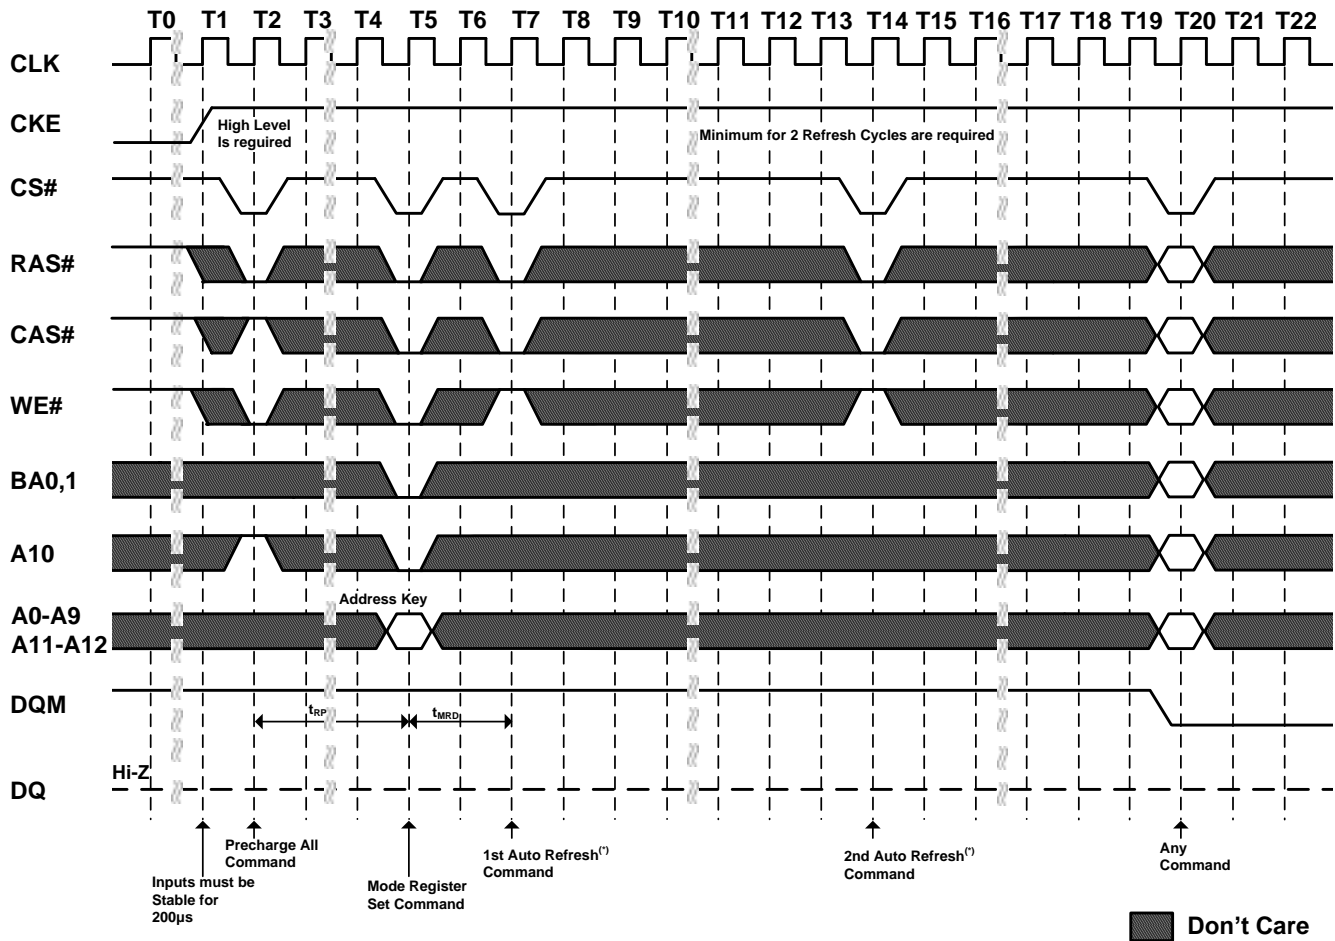 T0 T1 T2 T3 T4 T5 T6 T7 T8 T9 T10 T11 T12 T13 T14 T15 T16 T17 T18 T19 T20 T21 T22
CLK
CKE
High Level
Is reguired
Minimum for 2 Refresh Cycles are required
CS#
RAS#
CAS#
WE#
BA0,1
A10
Address Key
A0-A9
A11-A12
DQM
tRP
tMRD
Hi-Z
DQ
Precharge All
Command
1st Auto Refresh(*)
Command
2nd Auto Refresh(*)
Command
Any
Command
Inputs must be
Stable for
200µs
Mode Register
Set Command
Don't Care